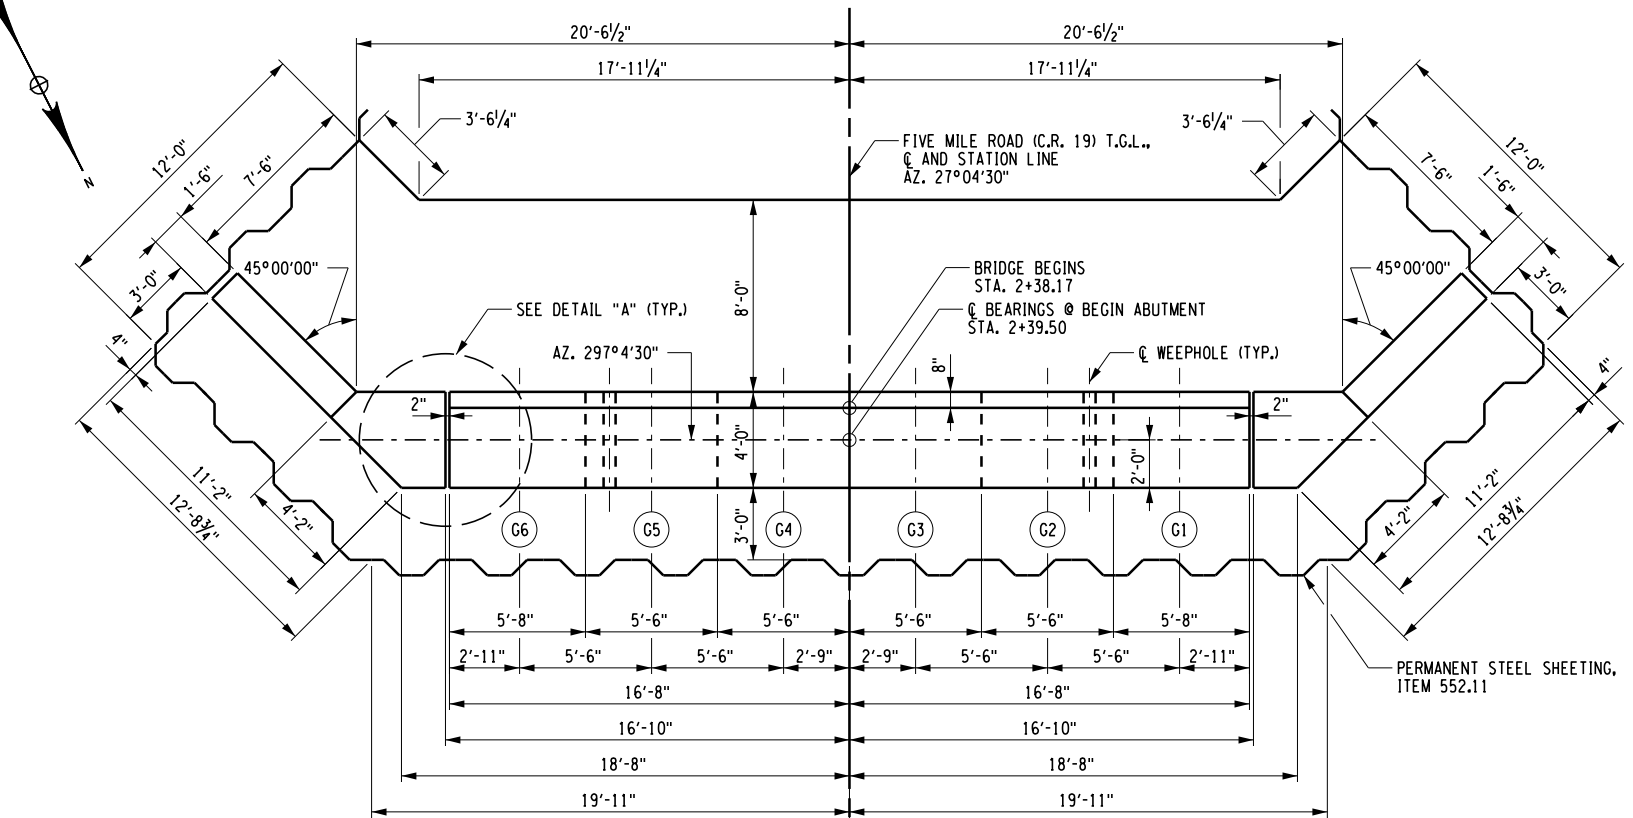 20'-6½"
20'-6½"
17'-11¼"
17'-11¼"
3'-6¼"
3'-6¼"
FIVE MILE ROAD (C.R. 19) T.G.L.,
℄ AND STATION LINE
AZ. 27°04'30"
12'-0"
1'-6"
7'-6"
12'-0"
7'-6"
1'-6"
N
3'-0"
45°00'00"
45°00'00"
3'-0"
BRIDGE BEGINS
STA. 2+38.17
SEE DETAIL "A" (TYP.)
8'-0"
℄ BEARINGS @ BEGIN ABUTMENT
STA. 2+39.50
4"
AZ. 297°4'30"
8"
℄ WEEPHOLE (TYP.)
4"
2"
2"
4'-0"
2'-0"
11'-2"
12'-8¾"
4'-2"
4'-2"
11'-2"
12'-8¾"
3'-0"
G6
G5
G4
G3
G2
G1
5'-8"
5'-6"
5'-6"
5'-6"
5'-6"
5'-8"
2'-11"
5'-6"
5'-6"
2'-9"
2'-9"
5'-6"
5'-6"
2'-11"
PERMANENT STEEL SHEETING,
ITEM 552.11
16'-8"
16'-8"
16'-10"
16'-10"
18'-8"
18'-8"
19'-11"
19'-11"